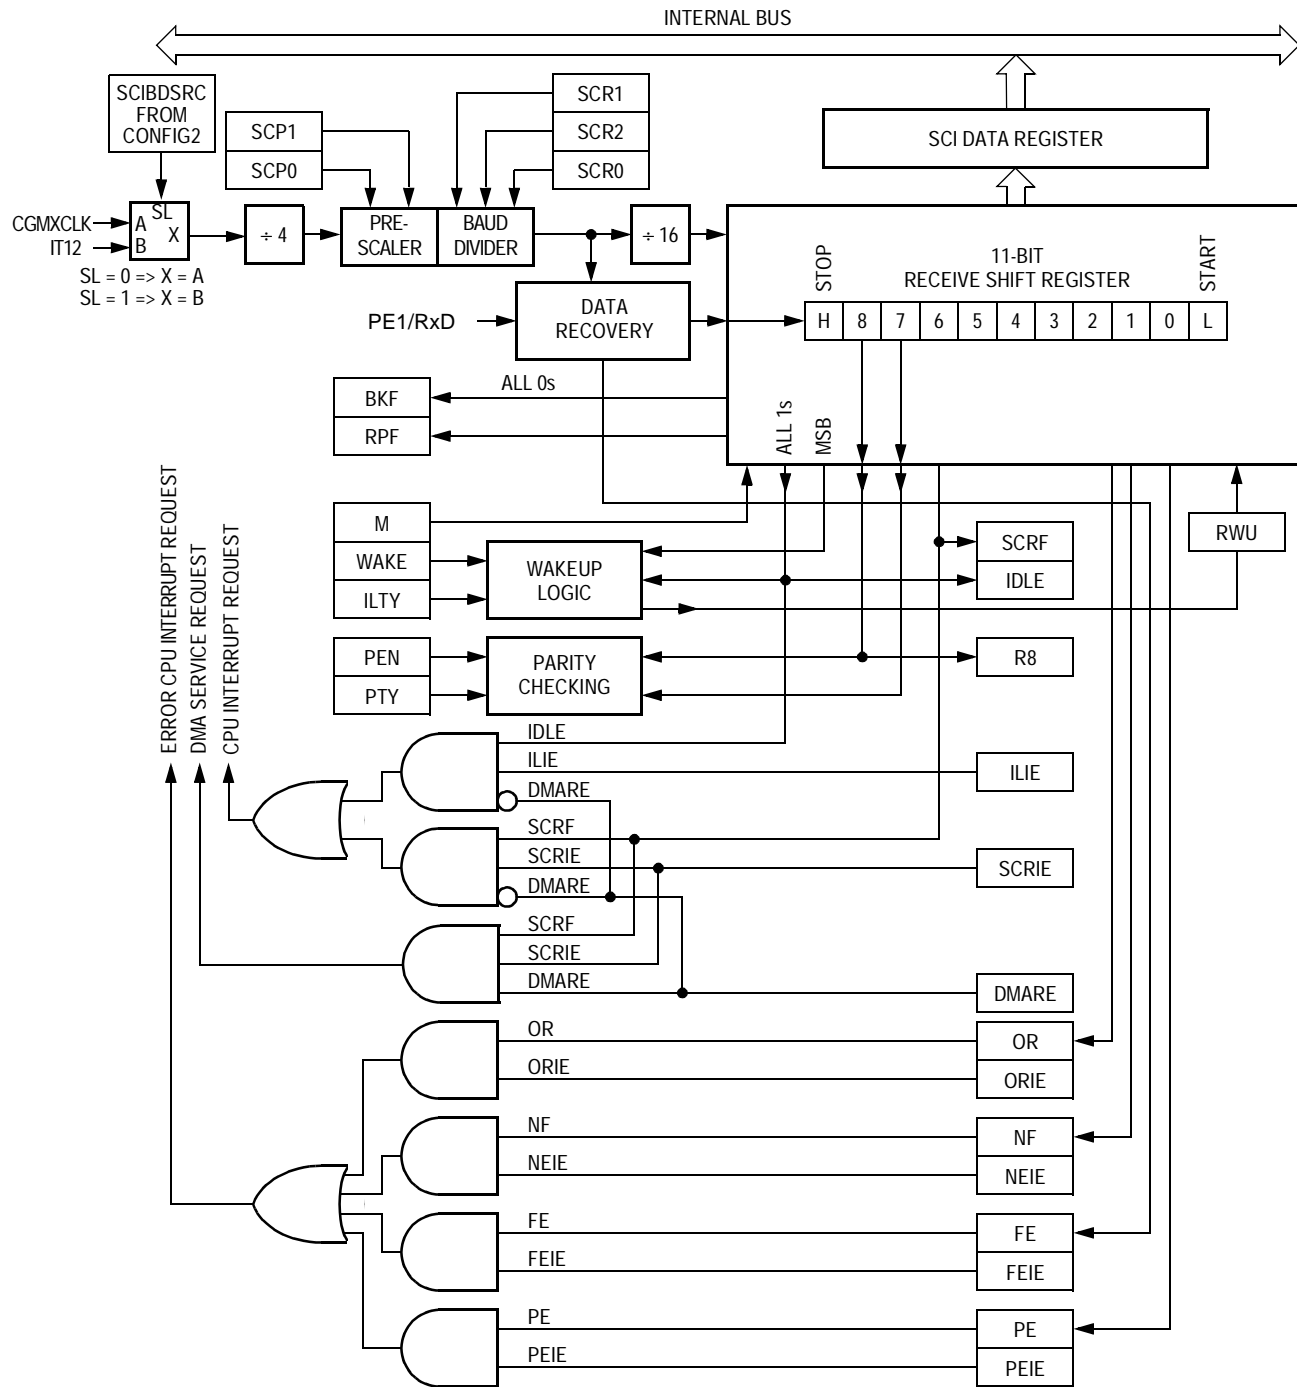 INTERNAL BUS
SCIBDSRC
FROM
CONFIG2
SCR1
SCP1
SCR2
SCI DATA REGISTER
SCP0
SCR0
SL
CGMXCLK
A
X
IT12
B
÷ 4
PRE-
SCALER
BAUD
DIVIDER
÷ 16
SL = 0 => X = A
SL = 1 => X = B
STOP
11-BIT
RECEIVE SHIFT REGISTER
START
PE1/RxD
DATA
RECOVERY
H 8 7 6 5 4 3 2 1 0 L
ALL 0s
BKF
RPF
ALL 1s
MSB
M
WAKE
ILTY
WAKEUP
LOGIC
SCRF
IDLE
RWU
PEN
PTY
PARITY
CHECKING
R8
ERROR CPU INTERRUPT REQUEST
DMA SERVICE REQUEST
CPU INTERRUPT REQUEST
IDLE
ILIE
ILIE
DMARE
SCRF
SCRIE
SCRIE
DMARE
SCRF
SCRIE
DMARE
DMARE
OR
OR
ORIE
ORIE
NF
NF
NEIE
NEIE
FE
FE
FEIE
FEIE
PE
PE
PEIE
PEIE